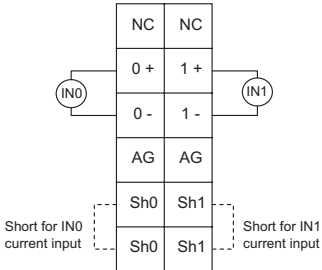 NC NC
0 + 1 +
IN0 IN1
0 - 1 -
AG AG
Sh0 Sh1
Short for IN0
current input
Short for IN1
current input
Sh0 Sh1